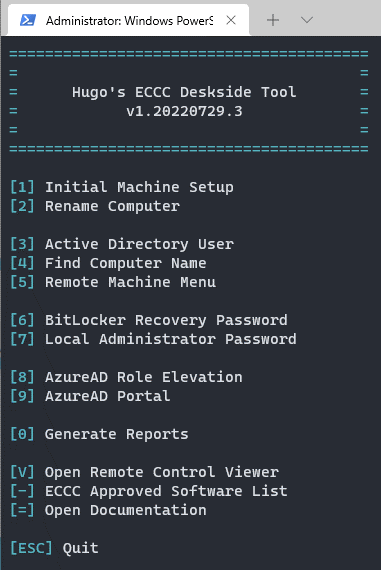 Administrator: Windows PowerS
==========================================
= =
= Hugo's ECCC Deskside Tool =
= v1.20220729.3 =
= =
==========================================
[1] Initial Machine Setup
[2] Rename Computer
[3] Active Directory User
[4] Find Computer Name
[5] Remote Machine Menu
[6] BitLocker Recovery Password
[7] Local Administrator Password
[8] AzureAD Role Elevation
[9] AzureAD Portal
[0] Generate Reports
[V] Open Remote Control Viewer
[-] ECCC Approved Software List
[=] Open Documentation
[ESC] Quit